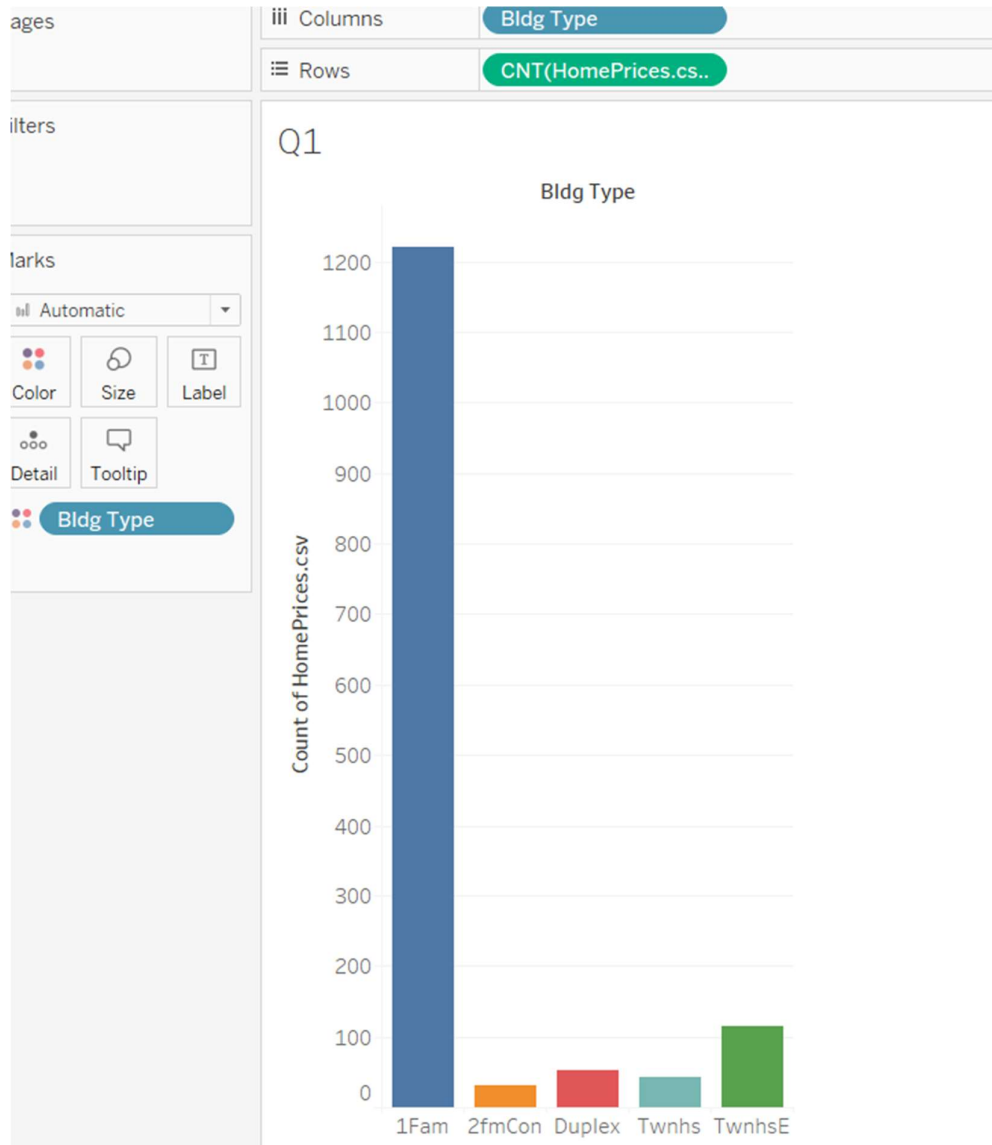 ages
iii Columns
Bldg Type
Rows
CNT(HomePrices.cs..
ilters
Q1
Bldg Type
Marks
Automatic
Color
Size
T
Label
Detail
Tooltip
Bldg Type
Count of HomePrices.csv
1200
1100
1000
900
800
700
600
500
400
300
200
100
0
1Fam 2fmCon Duplex Twnhs TwnhsE